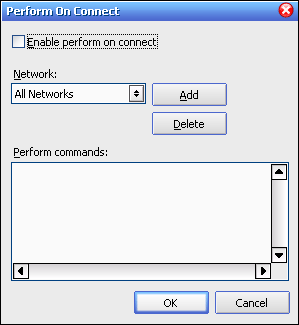 Perform On Connect
Enable perform on connect
Network:
All Networks
Add
Delete
Perform commands:
OK
Cancel